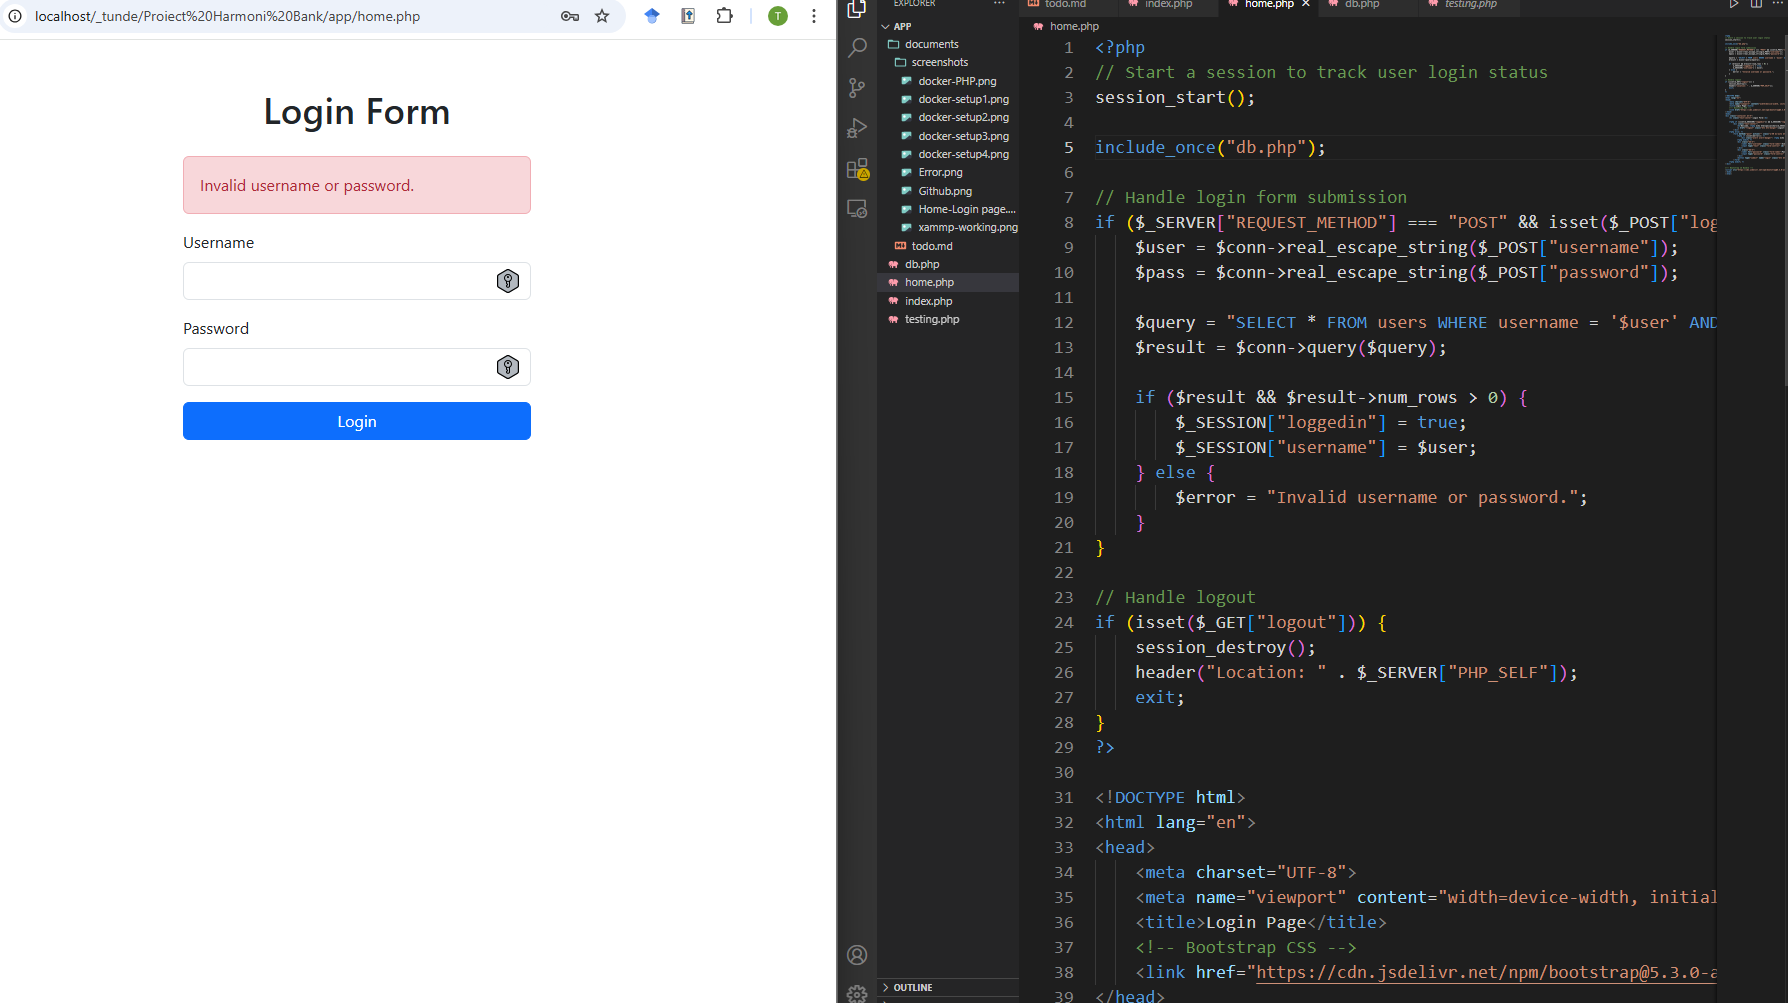 localhost/_tunde/Project%20Harmoni%20Bank/app/home.php
T
Login Form
Invalid username or password.
Username
Password
Login
EXPLORER
APP
documents
screenshots
docker-PHP.png
docker-setup1.png
docker-setup2.png
docker-setup3.png
docker-setup4.png
Error.png
Github.png
Home-Login page....
xammp-working.png
todo.md
db.php
home.php
index.php
testing.php
OUTLINE
todo.md index.php home.php db.php testing.php
home.php
1 <?php
2 // Start a session to track user login status
3 session_start();
4
5 include_once("db.php");
6
7 // Handle login form submission
8 if ($_SERVER["REQUEST_METHOD"] === "POST" && isset($_POST["log
9 $user = $conn->real_escape_string($_POST["username"]);
10 $pass = $conn->real_escape_string($_POST["password"]);
11
12 $query = "SELECT * FROM users WHERE username = '$user' AND
13 $result = $conn->query($query);
14
15 if ($result && $result->num_rows > 0) {
16 $_SESSION["loggedin"] = true;
17 $_SESSION["username"] = $user;
18 } else {
19 $error = "Invalid username or password.";
20 }
21 }
22
23 // Handle logout
24 if (isset($_GET["logout"])) {
25 session_destroy();
26 header("Location: " . $_SERVER["PHP_SELF"]);
27 exit;
28 }
29 ?>
30
31 <!DOCTYPE html>
32 <html lang="en">
33 <head>
34 <meta charset="UTF-8">
35 <meta name="viewport" content="width=device-width, initial
36 <title>Login Page</title>
37 <!-- Bootstrap CSS -->
38 <link href="https://cdn.jsdelivr.net/npm/bootstrap@5.3.0-a
39 </head>